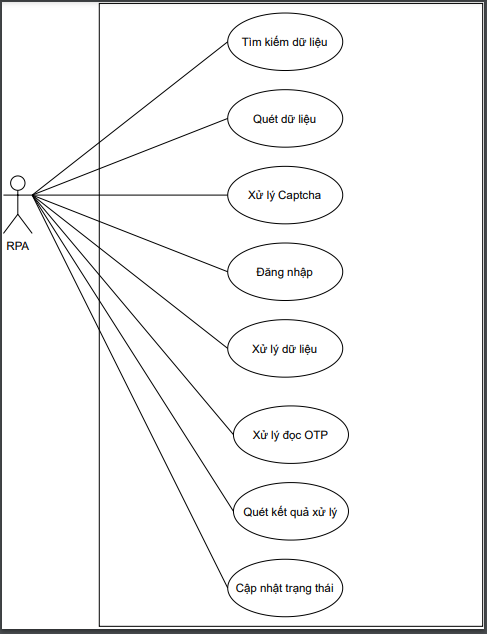 Tìm kiếm dữ liệu
Quét dữ liệu
Xử lý Captcha
RPA
Đăng nhập
Xử lý dữ liệu
Xử lý đọc OTP
Quét kết quả xử lý
Cập nhật trạng thái